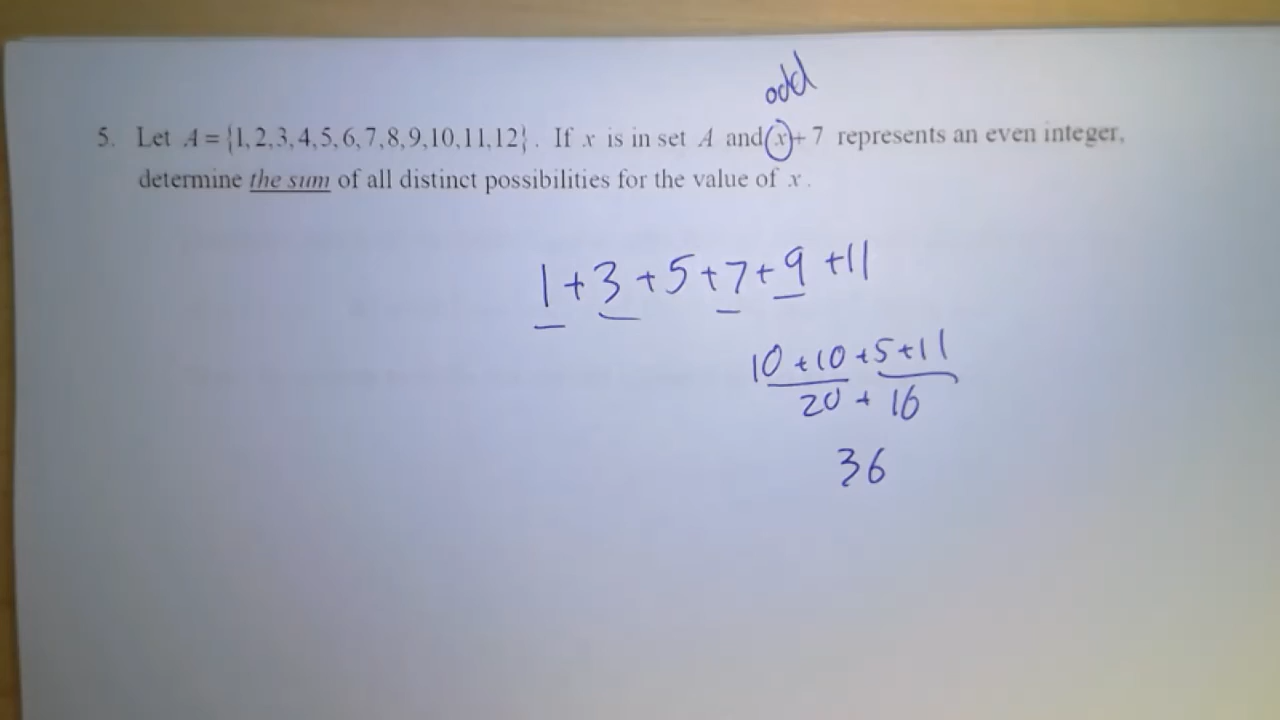 odd
5. Let A = {1, 2, 3, 4, 5, 6, 7, 8, 9, 10, 11, 12}. If x is in set A and x + 7 represents an even integer,
determine the sum of all distinct possibilities for the value of x.
1 + 3 + 5 + 7 + 9 + 11
10 + 10 + 5 + 11
20 + 16
36